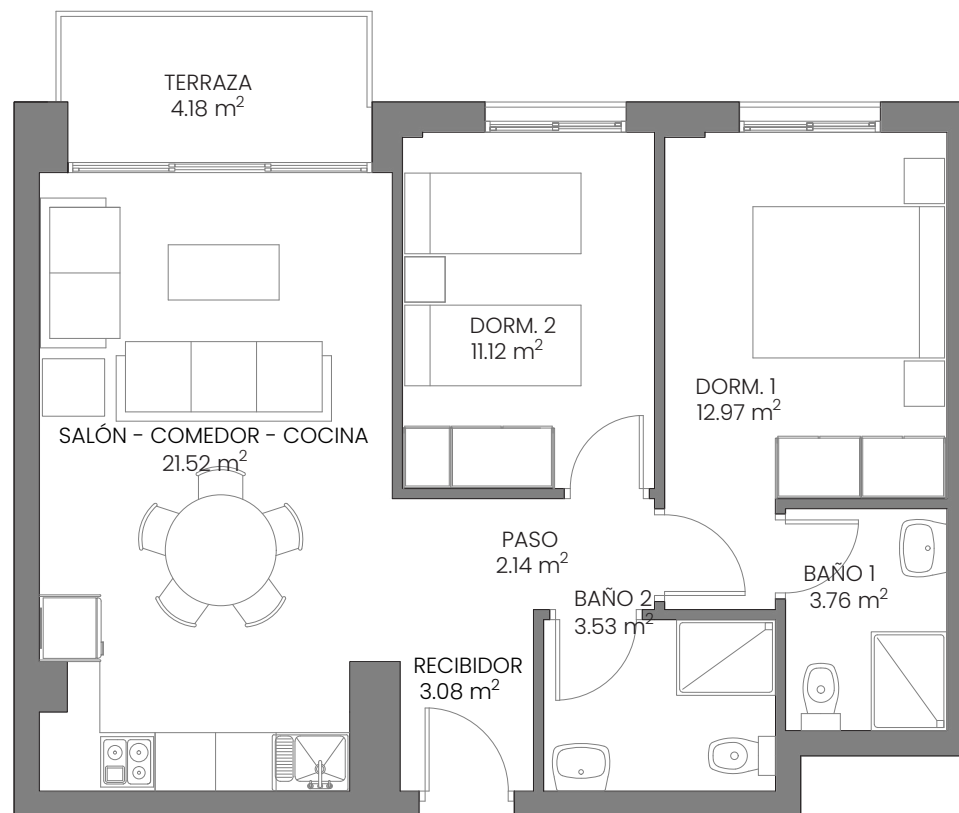 TERRAZA
4.18 m²
DORM. 2
11.12 m²
DORM. 1
12.97 m²
SALÓN - COMEDOR - COCINA
21.52 m²
PASO
2.14 m²
BAÑO 1
3.76 m²
BAÑO 2
3.53 m²
RECIBIDOR
3.08 m²